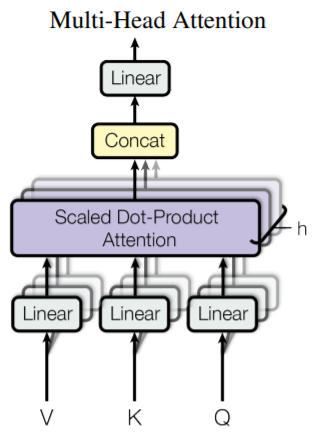 Multi-Head Attention
Linear
Concat
Scaled Dot-Product
Attention
h
Linear Linear Linear
V K Q